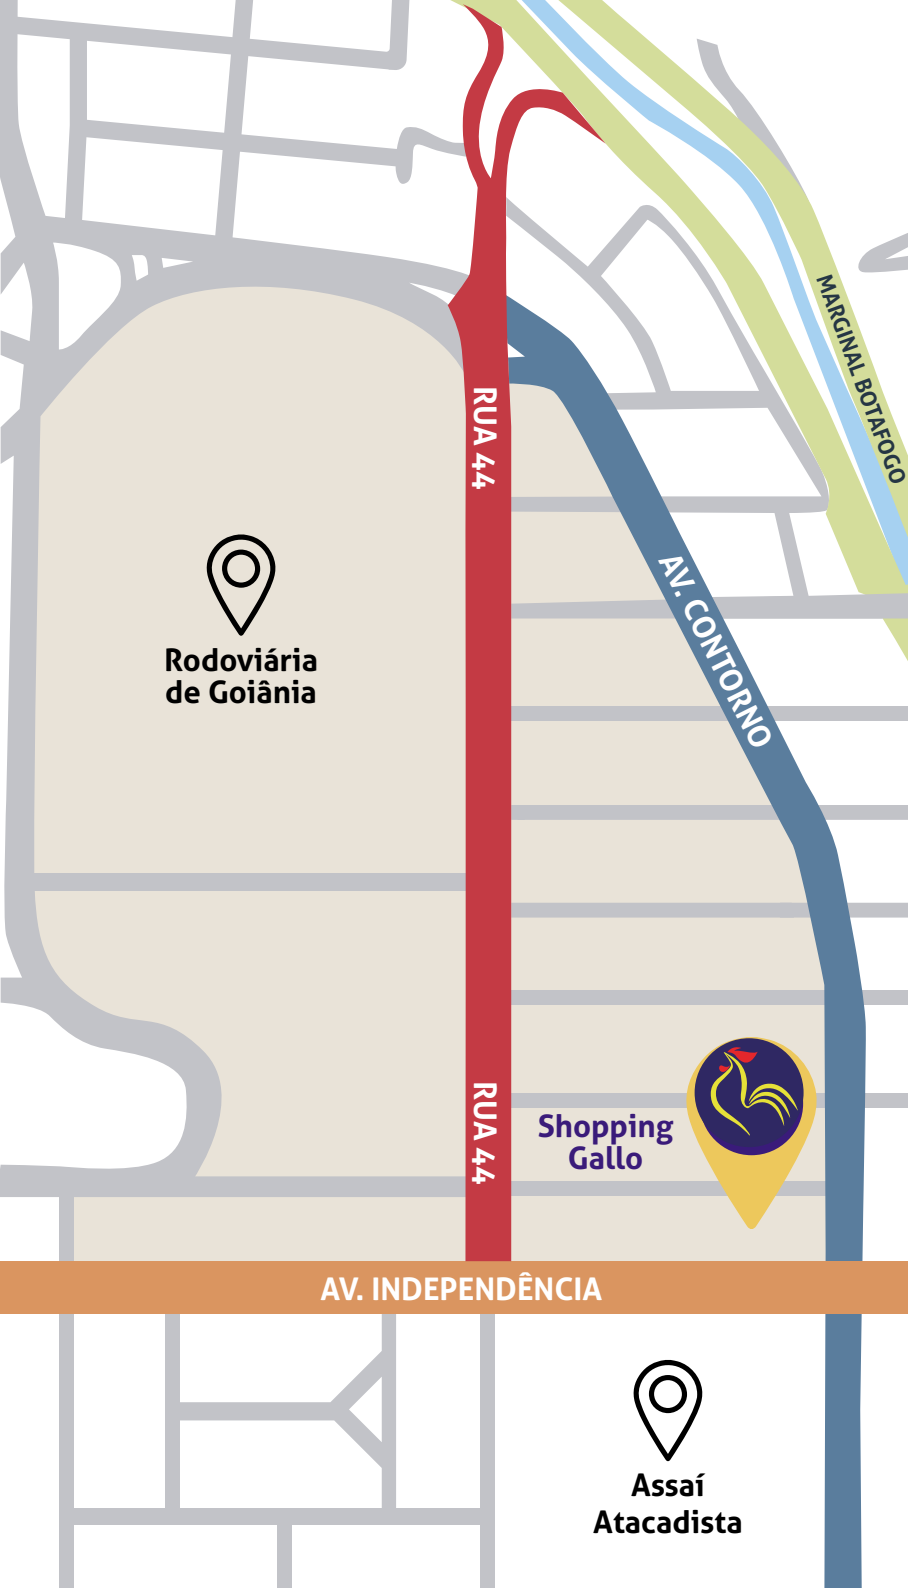 MARGINAL BOTAFOGO
RUA 44
AV. CONTORNO
Rodoviária
de Goiânia
RUA 44
Shopping
Gallo
AV. INDEPENDÊNCIA
Assaí
Atacadista